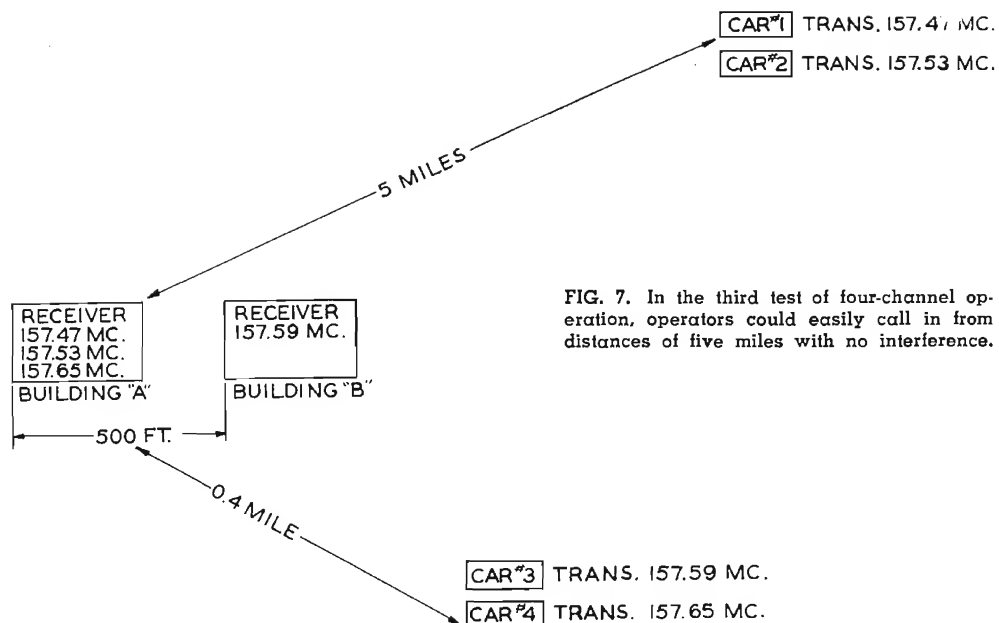 CAR #1 TRANS. 157.47 MC.
CAR #2 TRANS. 157.53 MC.
5 MILES
RECEIVER
157.47 MC.
157.53 MC.
157.65 MC.
BUILDING "A"
RECEIVER
157.59 MC.
BUILDING "B"
500 FT.
FIG. 7. In the third test of four-channel op-
eration, operators could easily call in from
distances of five miles with no interference.
0.4 MILE
CAR #3 TRANS. 157.59 MC.
CAR #4 TRANS. 157.65 MC.